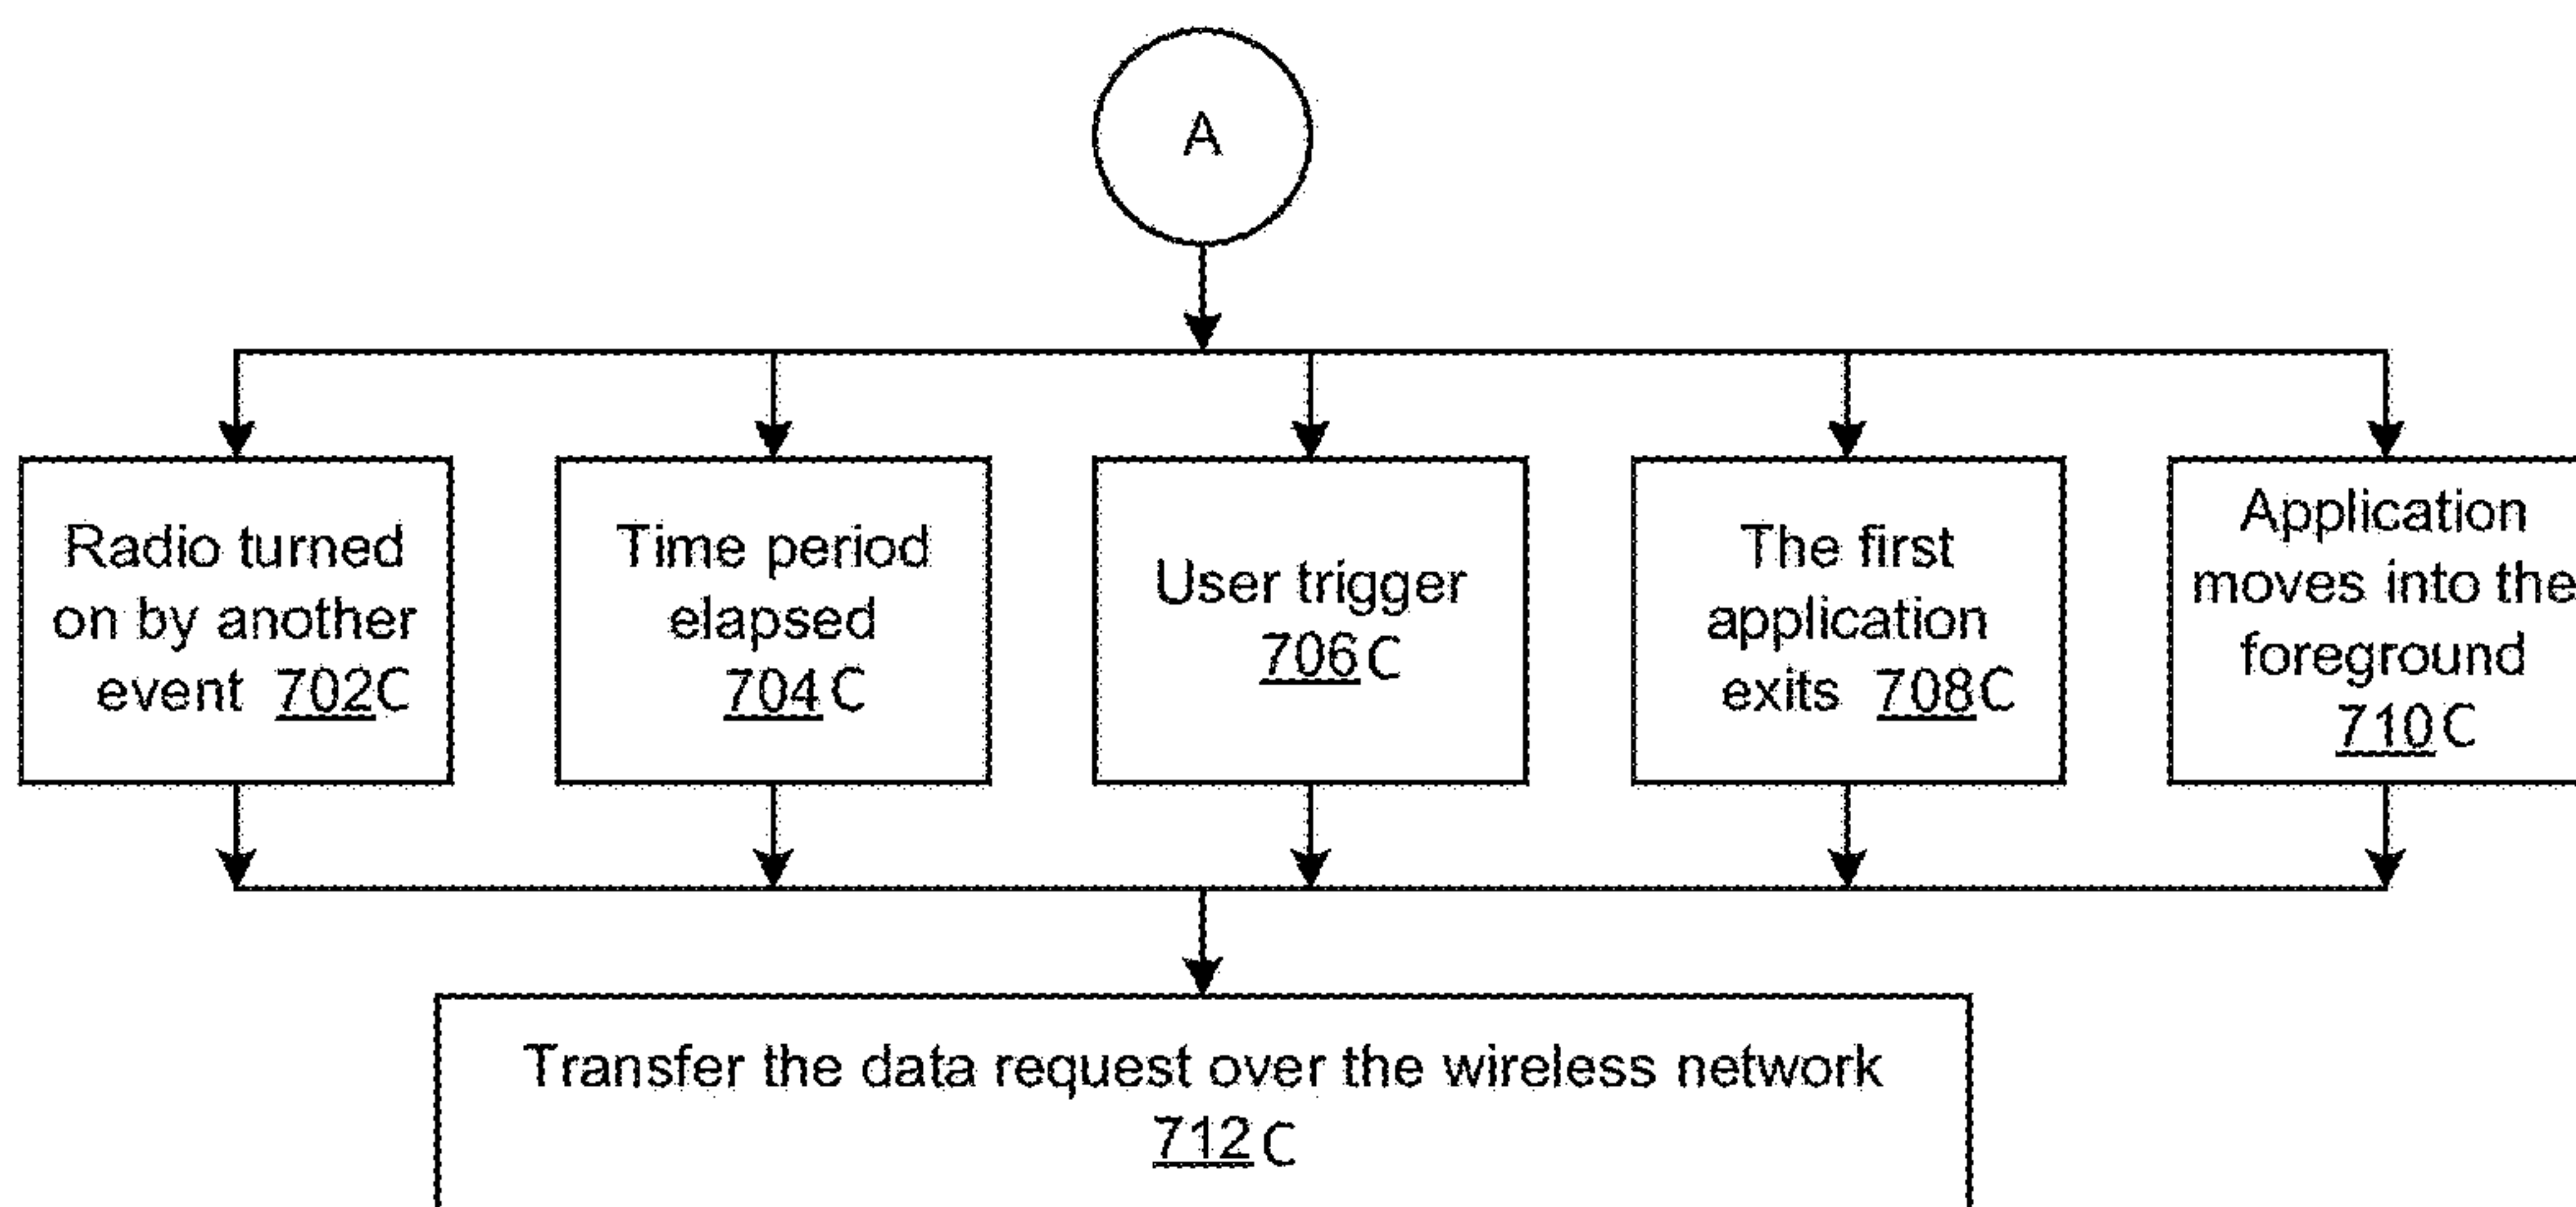 A
Radio turned
on by another
event 702C
Time period
elapsed
704C
User trigger
706C
The first
application
exits 708C
Application
moves into the
foreground
710C
Transfer the data request over the wireless network
712C